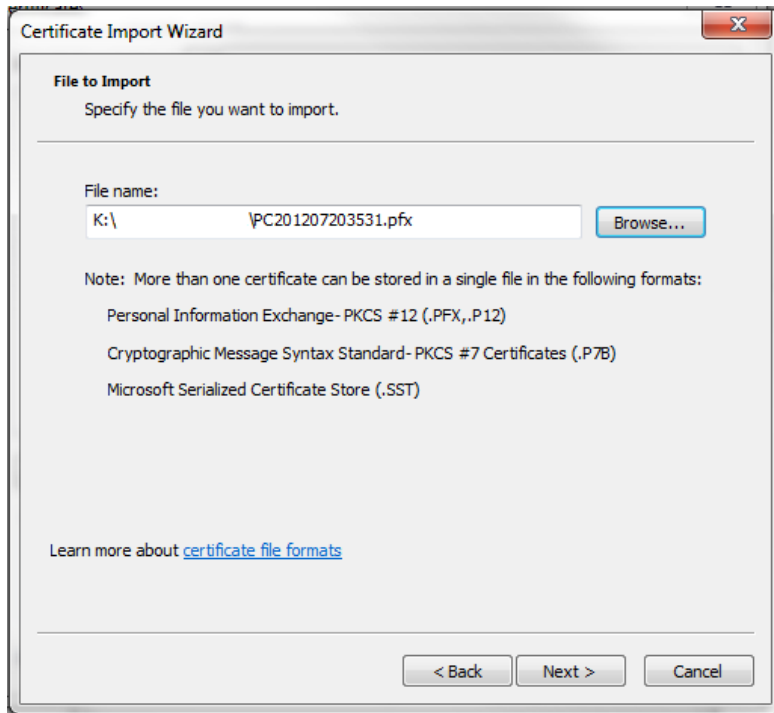 Certificate Import Wizard
File to Import
Specify the file you want to import.
File name:
K:\ \PC201207203531.pfx
Browse...
Note: More than one certificate can be stored in a single file in the following formats:
Personal Information Exchange- PKCS #12 (.PFX,.P12)
Cryptographic Message Syntax Standard- PKCS #7 Certificates (.P7B)
Microsoft Serialized Certificate Store (.SST)
Learn more about certificate file formats
< Back Next > Cancel